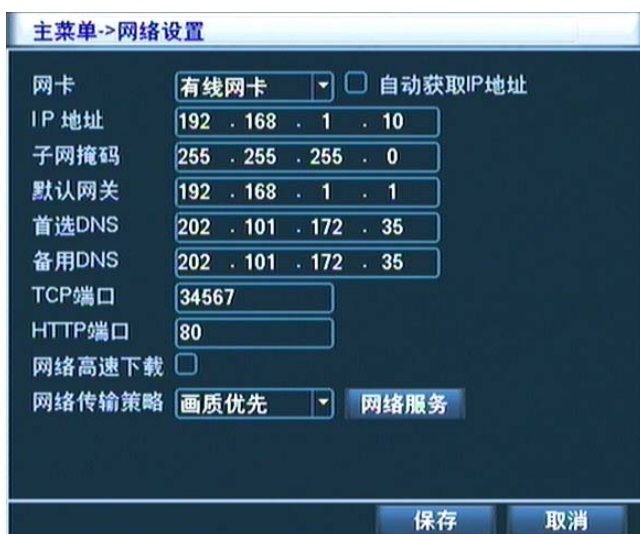 主菜单->网络设置
网卡 有线网卡 自动获取IP地址
IP 地址 192 . 168 . 1 . 10
子网掩码 255 . 255 . 255 . 0
默认网关 192 . 168 . 1 . 1
首选DNS 202 . 101 . 172 . 35
备用DNS 202 . 101 . 172 . 35
TCP端口 34567
HTTP端口 80
网络高速下载
网络传输策略 画质优先 网络服务
保存 取消